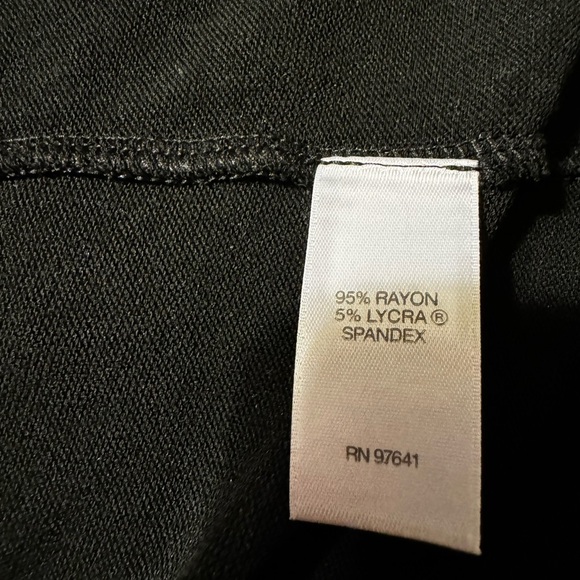 95% RAYON
5% LYCRA ®
SPANDEX
RN 97641